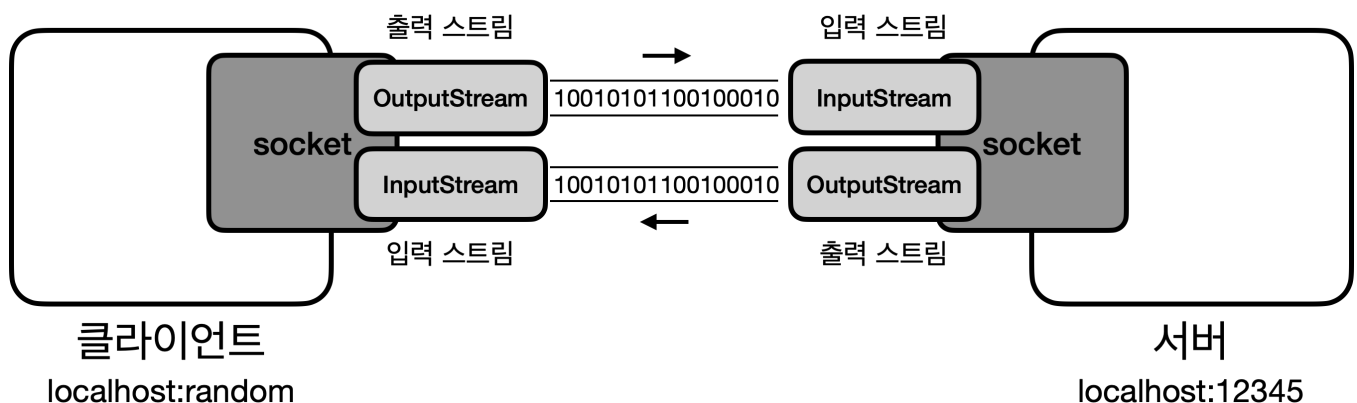 출력 스트림
입력 스트림
OutputStream
10010101100100010
InputStream
socket
socket
InputStream
10010101100100010
OutputStream
입력 스트림
출력 스트림
클라이언트
서버
localhost:random
localhost:12345